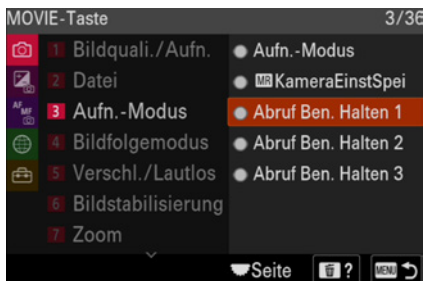 MOVIE-Taste 3/36
1 Bildquali./Aufn.
2 Datei
AF MF 3 Aufn.-Modus
4 Bildfolgemodus
5 Verschl./Lautlos
6 Bildstabilisierung
7 Zoom
Aufn.-Modus
MR KameraEinstSpei
Abruf Ben. Halten 1
Abruf Ben. Halten 2
Abruf Ben. Halten 3
Seite ? MENU